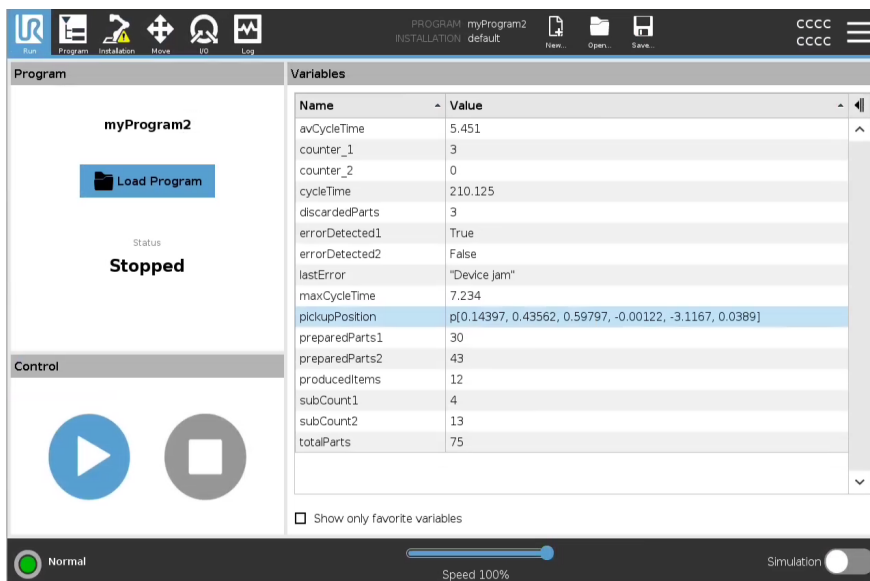 UR
PROGRAM myProgram2
INSTALLATION default
CCCC
CCCC
Run Program Installation Move I/O Log New... Open... Save...
Program
myProgram2
Load Program
Status
Stopped
Control
Variables
Name Value
avCycleTime 5.451
counter_1 3
counter_2 0
cycleTime 210.125
discardedParts 3
errorDetected1 True
errorDetected2 False
lastError "Device jam"
maxCycleTime 7.234
pickupPosition p[0.14397, 0.43562, 0.59797, -0.00122, -3.1167, 0.0389]
preparedParts1 30
preparedParts2 43
producedItems 12
subCount1 4
subCount2 13
totalParts 75
Show only favorite variables
Normal
Speed 100%
Simulation